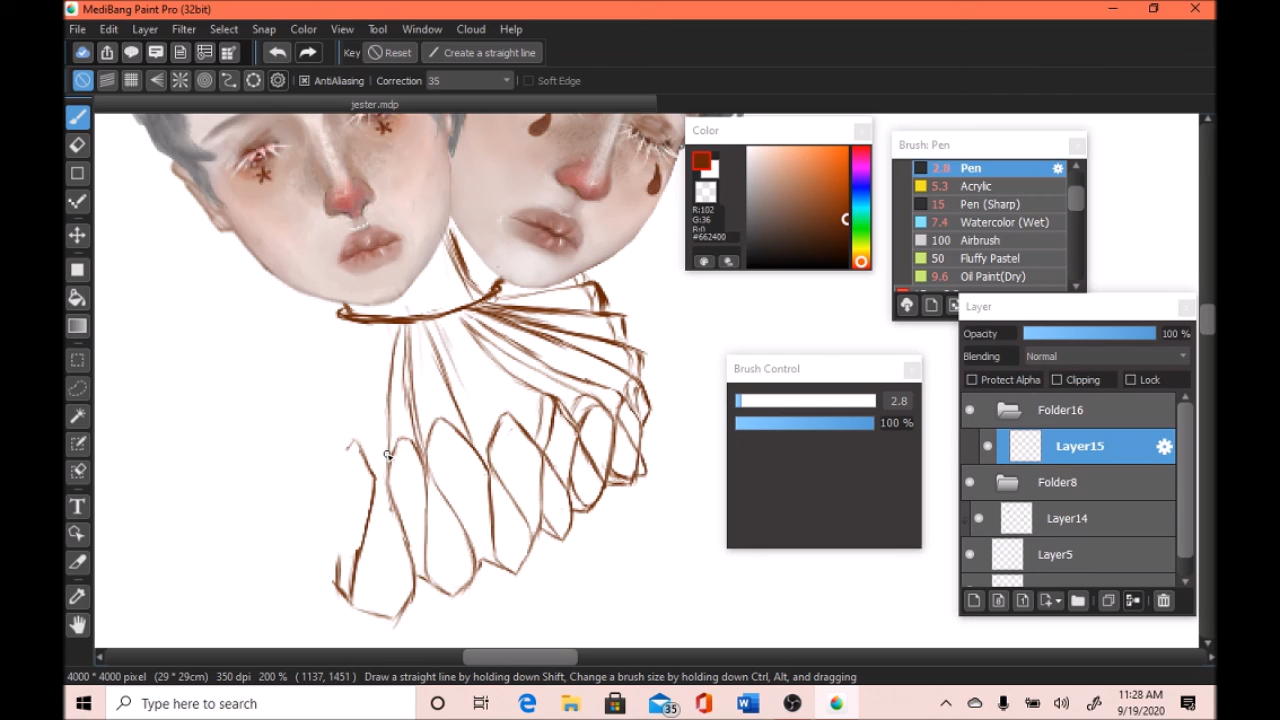 MediBang Paint Pro (32bit)
File Edit Layer Filter Select Snap Color View Tool Window Cloud Help
Key Reset Create a straight line
AntiAliasing Correction 35 Soft Edge
jester.mdp
Color
R:102
G:36
R:0
#662400
Brush: Pen
2.8 Pen
5.3 Acrylic
15 Pen (Sharp)
7.4 Watercolor (Wet)
100 Airbrush
50 Fluffy Pastel
9.6 Oil Paint(Dry)
Layer
Opacity 100 %
Blending Normal
Protect Alpha Clipping Lock
Folder16
Layer15
Folder8
Layer14
Layer5
Brush Control
2.8
100 %
4000 * 4000 pixel (29 * 29cm) 350 dpi 200 % ( 1137, 1451 ) Draw a straight line by holding down Shift, Change a brush size by holding down Ctrl, Alt, and dragging
Type here to search
35
11:28 AM
9/19/2020